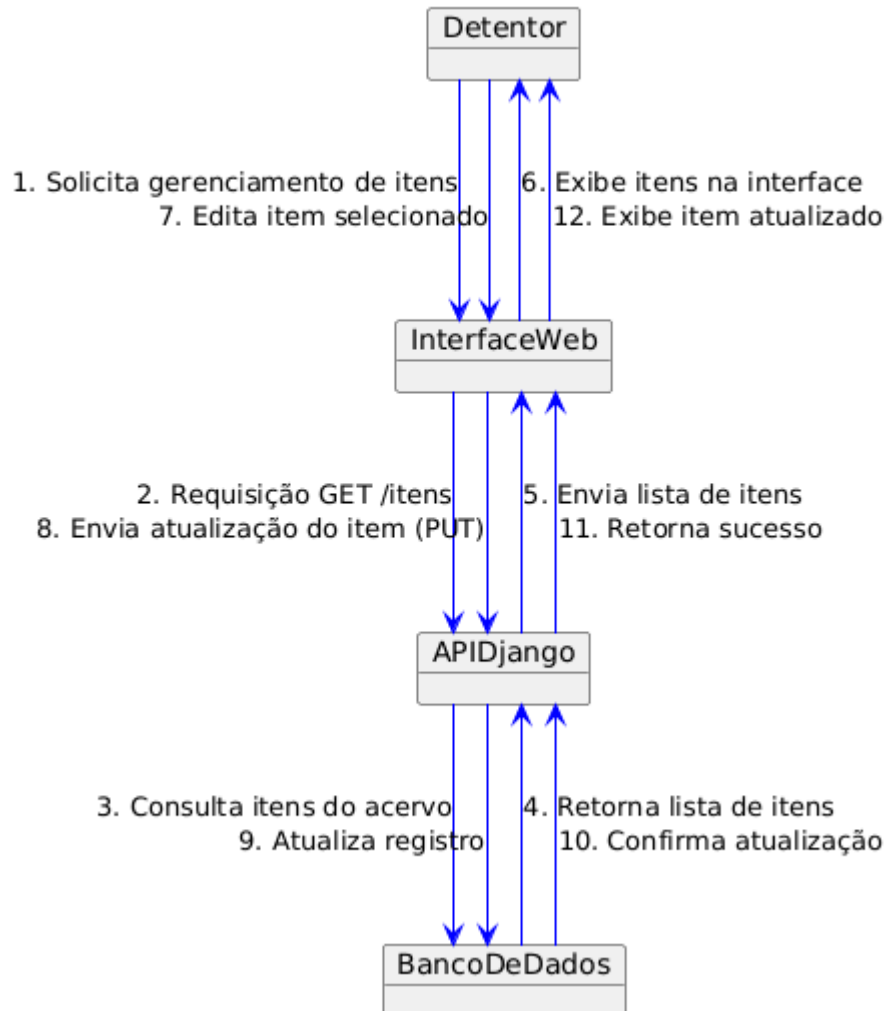 Detentor
1. Solicita gerenciamento de itens
7. Edita item selecionado
6. Exibe itens na interface
12. Exibe item atualizado
InterfaceWeb
2. Requisição GET /itens
8. Envia atualização do item (PUT)
5. Envia lista de itens
11. Retorna sucesso
APIDjango
3. Consulta itens do acervo
9. Atualiza registro
4. Retorna lista de itens
10. Confirma atualização
BancoDeDados